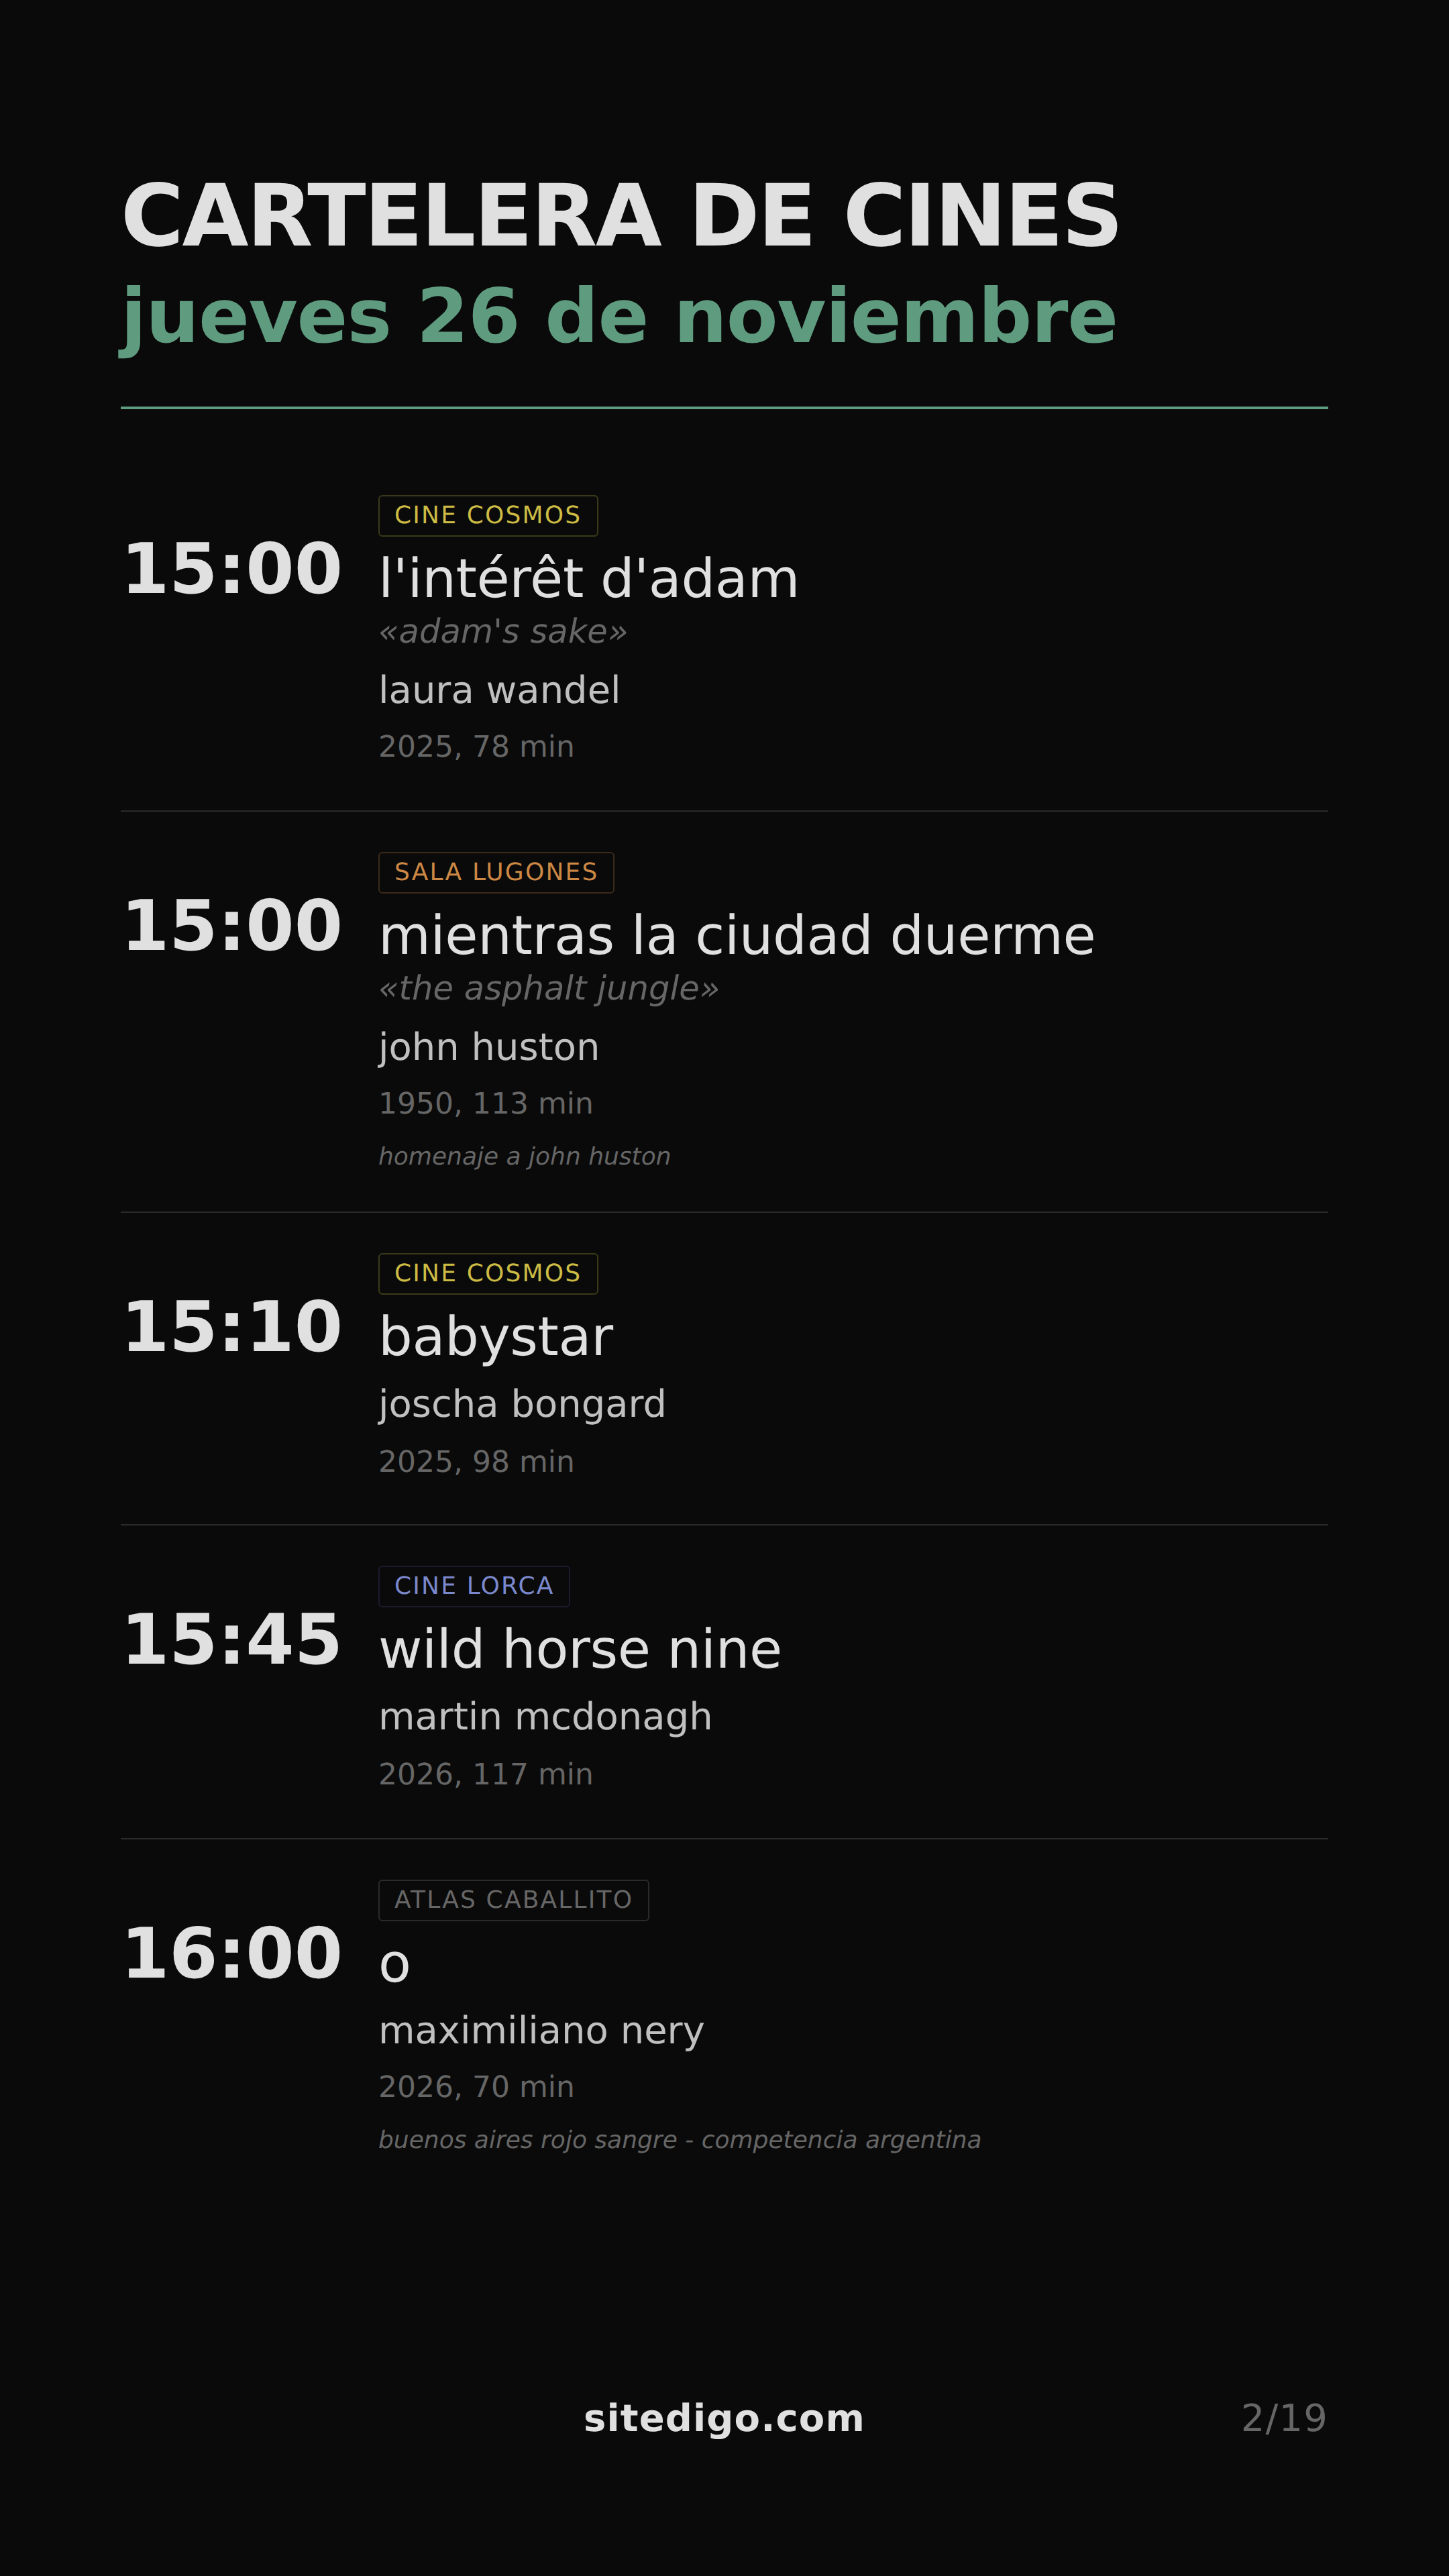 CARTELERA DE CINES
jueves 26 de noviembre
CINE COSMOS
15:00
l'intérêt d'adam
«adam's sake»
laura wandel
2025, 78 min
SALA LUGONES
15:00
mientras la ciudad duerme
«the asphalt jungle»
john huston
1950, 113 min
homenaje a john huston
CINE COSMOS
15:10
babystar
joscha bongard
2025, 98 min
CINE LORCA
15:45
wild horse nine
martin mcdonagh
2026, 117 min
ATLAS CABALLITO
16:00
o
maximiliano nery
2026, 70 min
buenos aires rojo sangre - competencia argentina
sitedigo.com
2/19